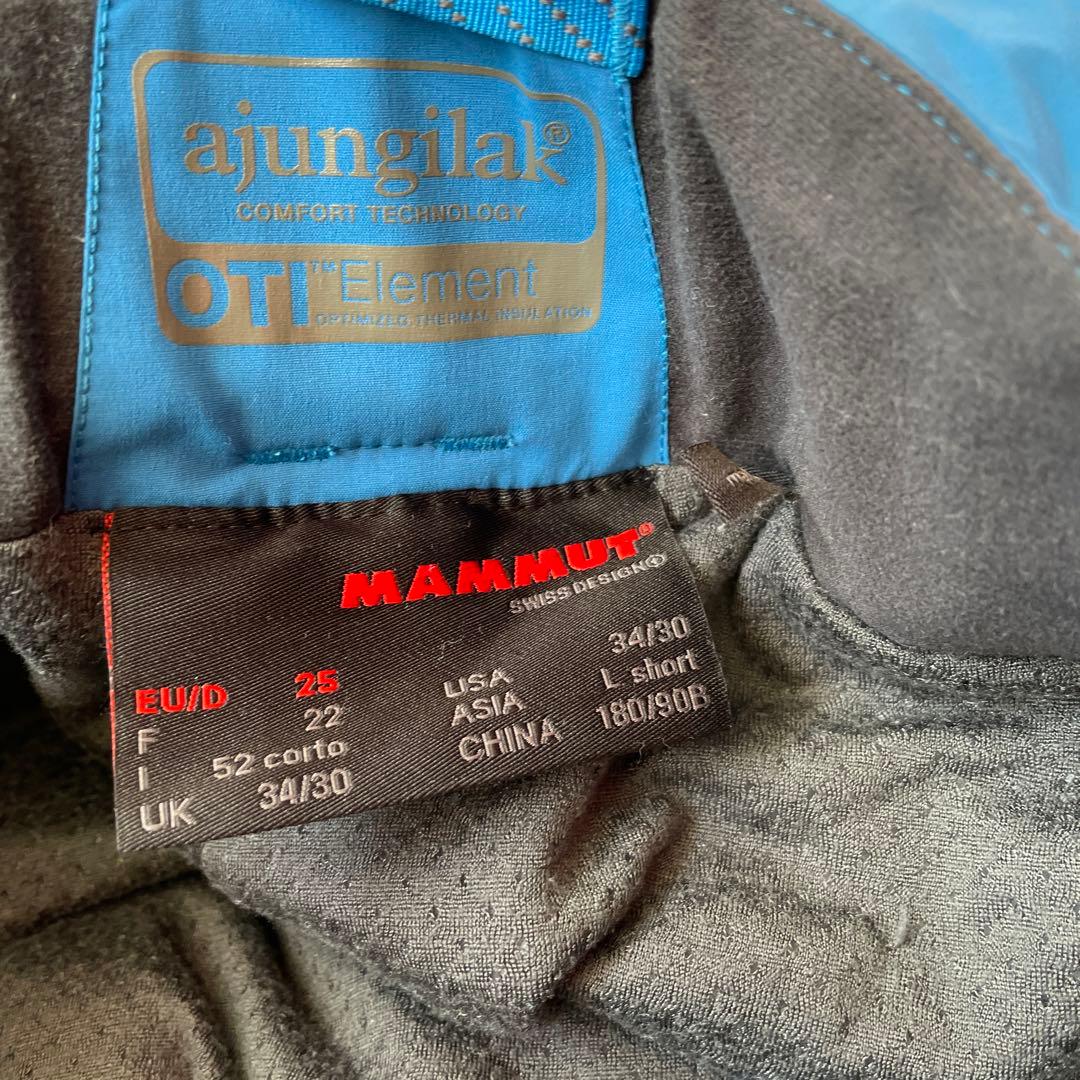 ajungilak®
COMFORT TECHNOLOGY
OTI™ Element
OPTIMIZED THERMAL INSULATION
MAMMUT®
SWISS DESIGN
EU/D 25
F 22
I 52 corto
UK 34/30
USA 34/30
ASIA L short
CHINA 180/90B